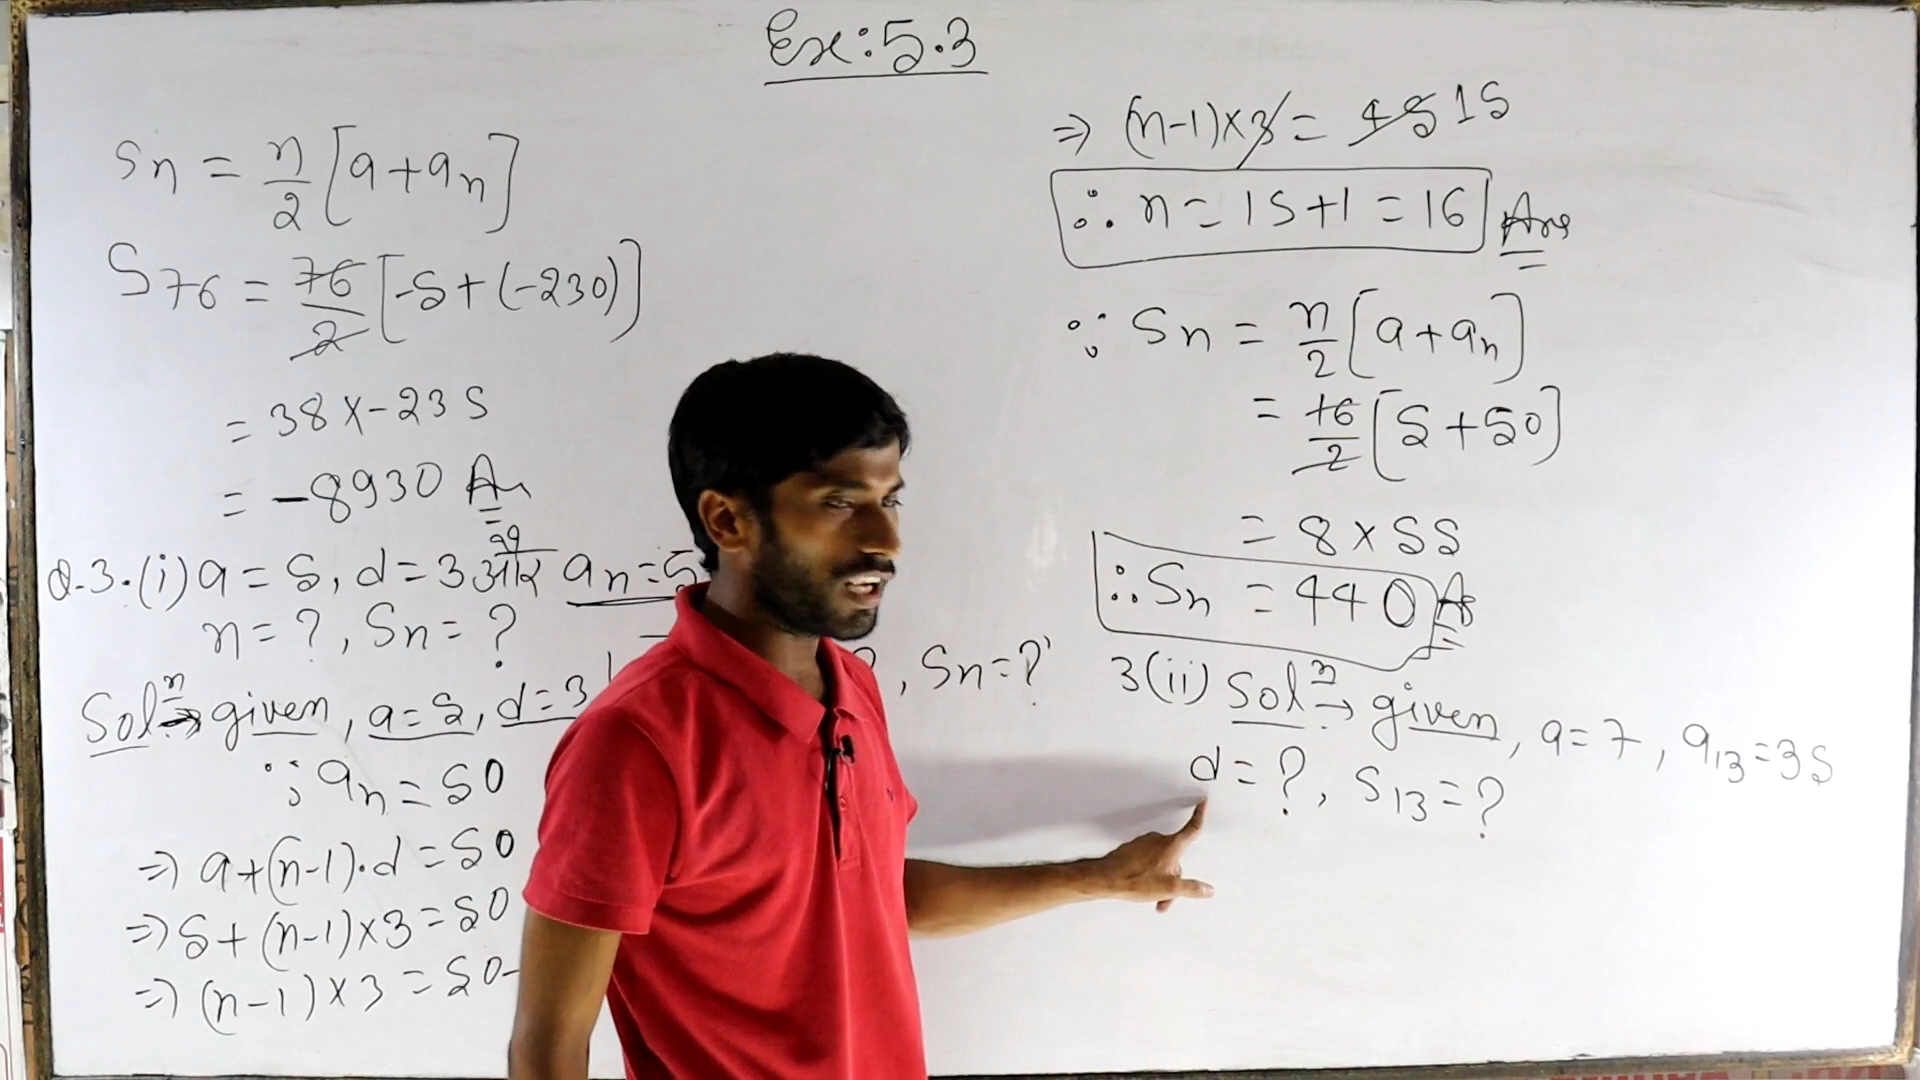 Ex:5.3
Sn = n/2 [a+an]
S76 = 76/2 [-5+(-230)]
= 38x-235
= -8930 An
Q.3.(i) a=5, d=3 और an=5
n=?, Sn=?
Soln→ given, a=5, d=3
, Sn=?
∵ an = 50
⇒ a+(n-1)·d = 50
⇒ 5+(n-1)×3=50
⇒ (n-1)×3 = 50-
⇒ (n-1)×3 = 45 15
∴ n = 15+1 = 16 Ans
∵ Sn = n/2 [a+an]
= 16/2 [5+50]
= 8×55
∴ Sn = 440 A
3(ii) Soln→ given, a=7, a13=35
d=?, S13=?